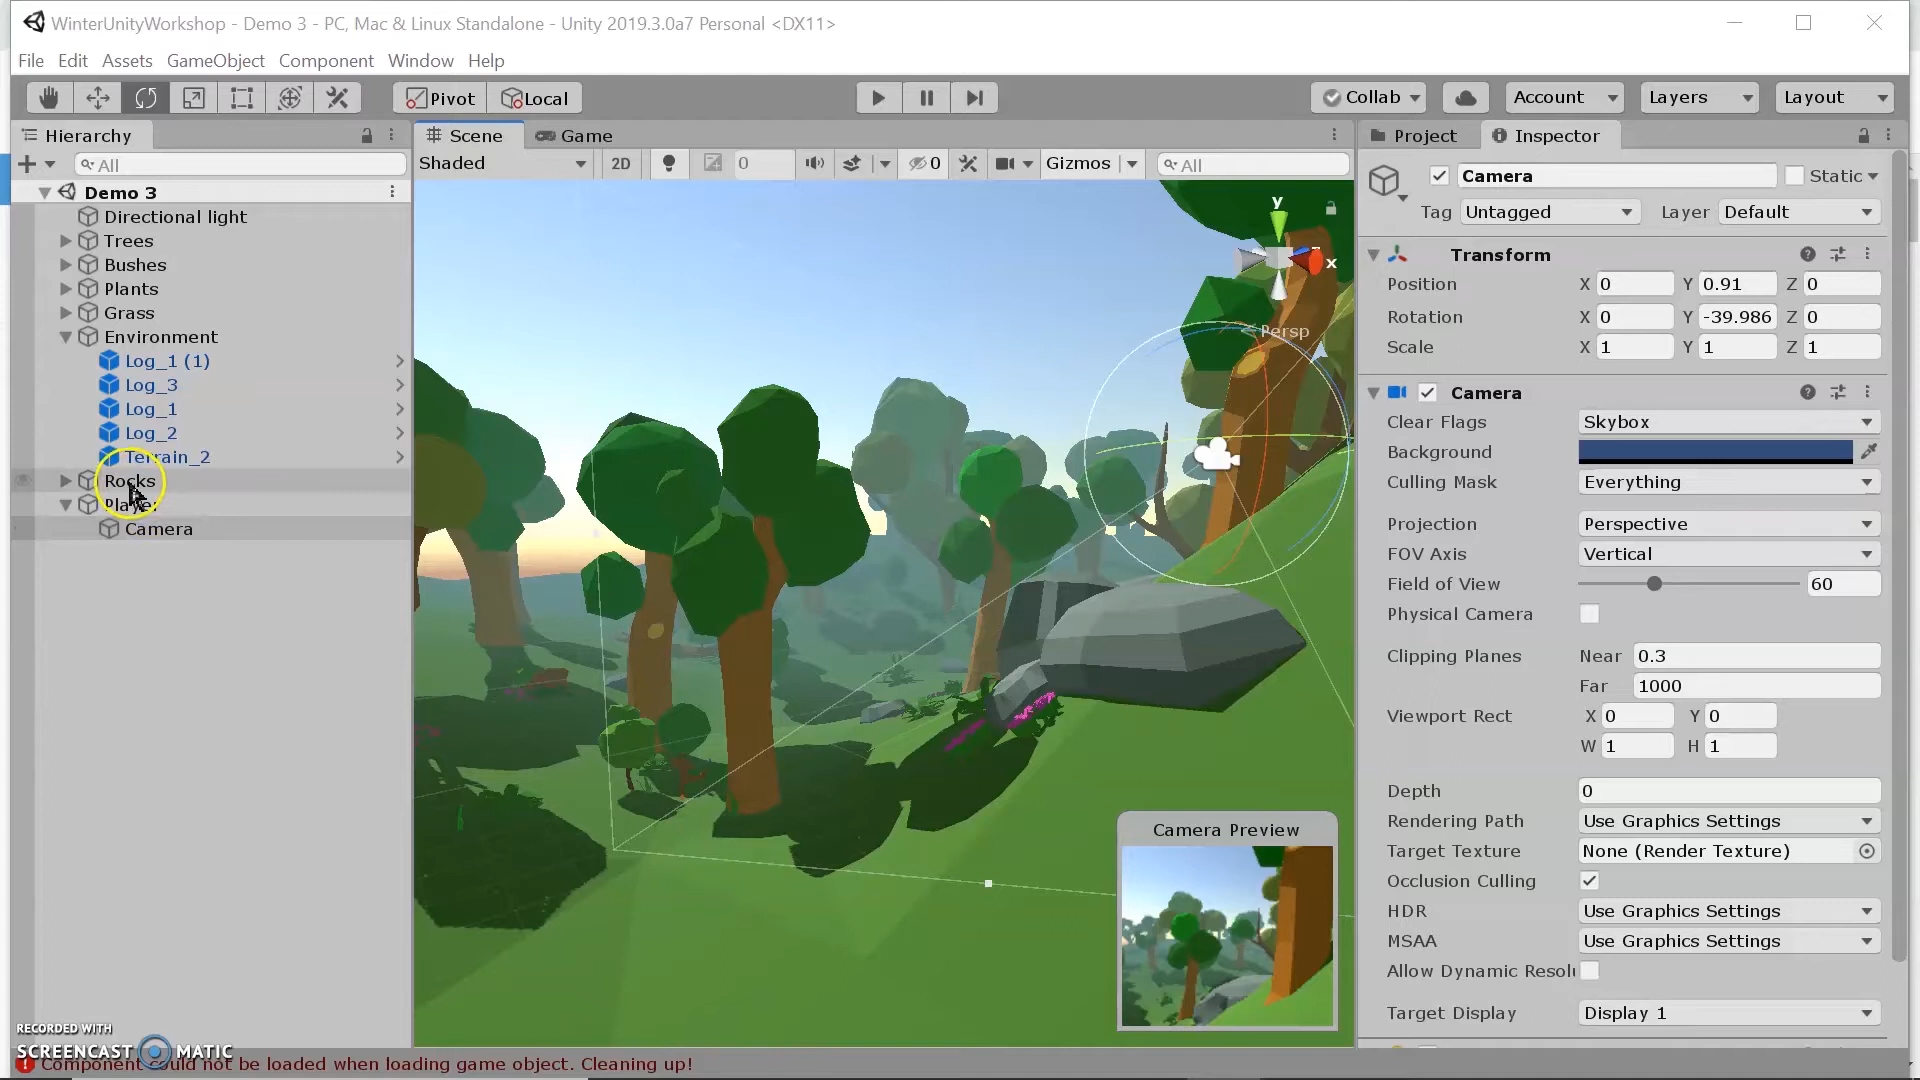 WinterUnityWorkshop - Demo 3 - PC, Mac & Linux Standalone - Unity 2019.3.0a7 Personal <DX11>
File Edit Assets GameObject Component Window Help
Pivot Local Collab Account Layers Layout
Hierarchy
All
Demo 3
Directional light
Trees
Bushes
Plants
Grass
Environment
Log_1 (1)
Log_3
Log_1
Log_2
Terrain_2
Rocks
Player
Camera
Scene Game
Shaded 2D 0 0 Gizmos All
y
x
Persp
Camera Preview
Project Inspector
Camera Static
Tag Untagged Layer Default
Transform
Position X 0 Y 0.91 Z 0
Rotation X 0 Y -39.986 Z 0
Scale X 1 Y 1 Z 1
Camera
Clear Flags Skybox
Background
Culling Mask Everything
Projection Perspective
FOV Axis Vertical
Field of View 60
Physical Camera
Clipping Planes Near 0.3
Far 1000
Viewport Rect X 0 Y 0
W 1 H 1
Depth 0
Rendering Path Use Graphics Settings
Target Texture None (Render Texture)
Occlusion Culling
HDR Use Graphics Settings
MSAA Use Graphics Settings
Allow Dynamic Resolu
Target Display Display 1
RECORDED WITH
SCREENCAST MATIC
Component could not be loaded when loading game object. Cleaning up!